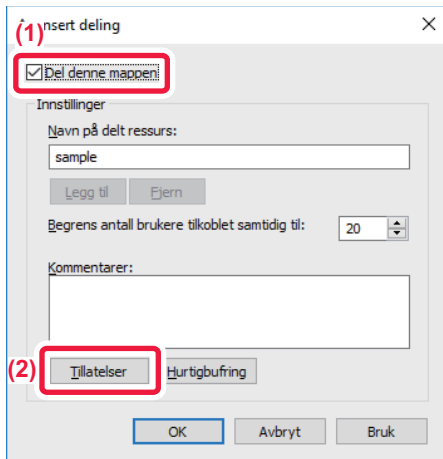 (1)
nsert deling
Del denne mappen
Innstillinger
Navn på delt ressurs:
sample
Legg til Fjern
Begrens antall brukere tilkoblet samtidig til: 20
Kommentarer:
(2)
Tillatelser Hurtigbufring
OK Avbryt Bruk